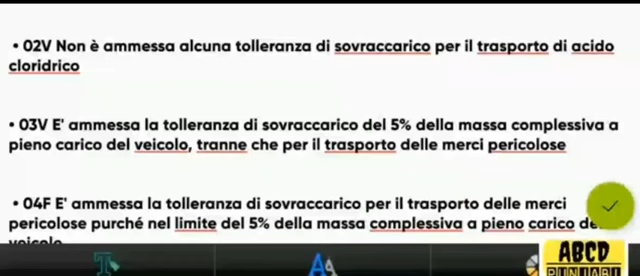 • 02V Non è ammessa alcuna tolleranza di sovraccarico per il trasporto di acido
cloridrico
• 03V E' ammessa la tolleranza di sovraccarico del 5% della massa complessiva a
pieno carico del veicolo, tranne che per il trasporto delle merci pericolose
• 04F E' ammessa la tolleranza di sovraccarico per il trasporto delle merci
pericolose purché nel limite del 5% della massa complessiva a pieno carico
veicolo
ABCD
PUNJABI